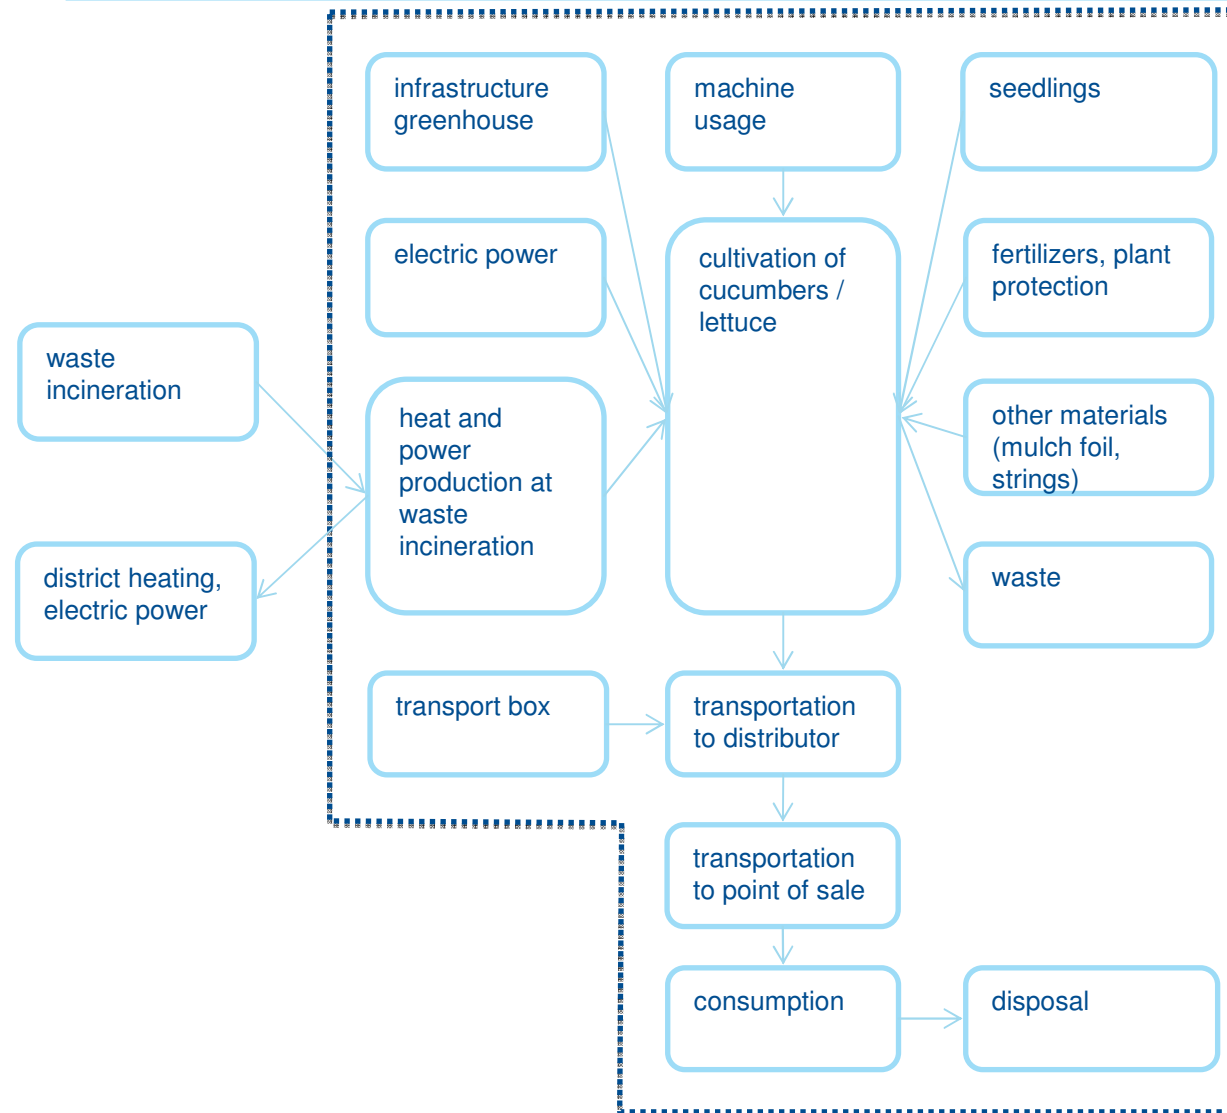 infrastructure
greenhouse
machine
usage
seedlings
electric power
cultivation of
cucumbers /
lettuce
fertilizers, plant
protection
waste
incineration
heat and
power
production at
waste
incineration
other materials
(mulch foil,
strings)
district heating,
electric power
waste
transport box
transportation
to distributor
transportation
to point of sale
consumption
disposal